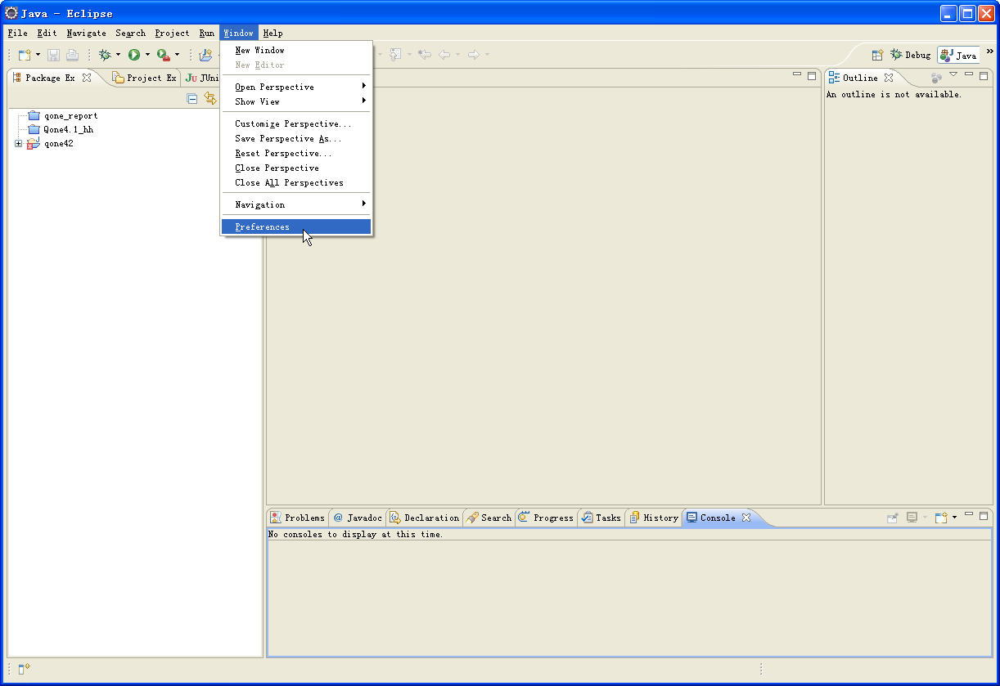 Java - Eclipse
File Edit Navigate Search Project Run Window Help
New Window
New Editor
Open Perspective
Show View
Customize Perspective...
Save Perspective As...
Reset Perspective...
Close Perspective
Close All Perspectives
Navigation
Preferences
Debug Java »
Package Ex Project Ex Ju JUni
qone_report
Qone4.1_hh
qone42
Outline
An outline is not available.
Problems @ Javadoc Declaration Search Progress Tasks History Console
No consoles to display at this time.